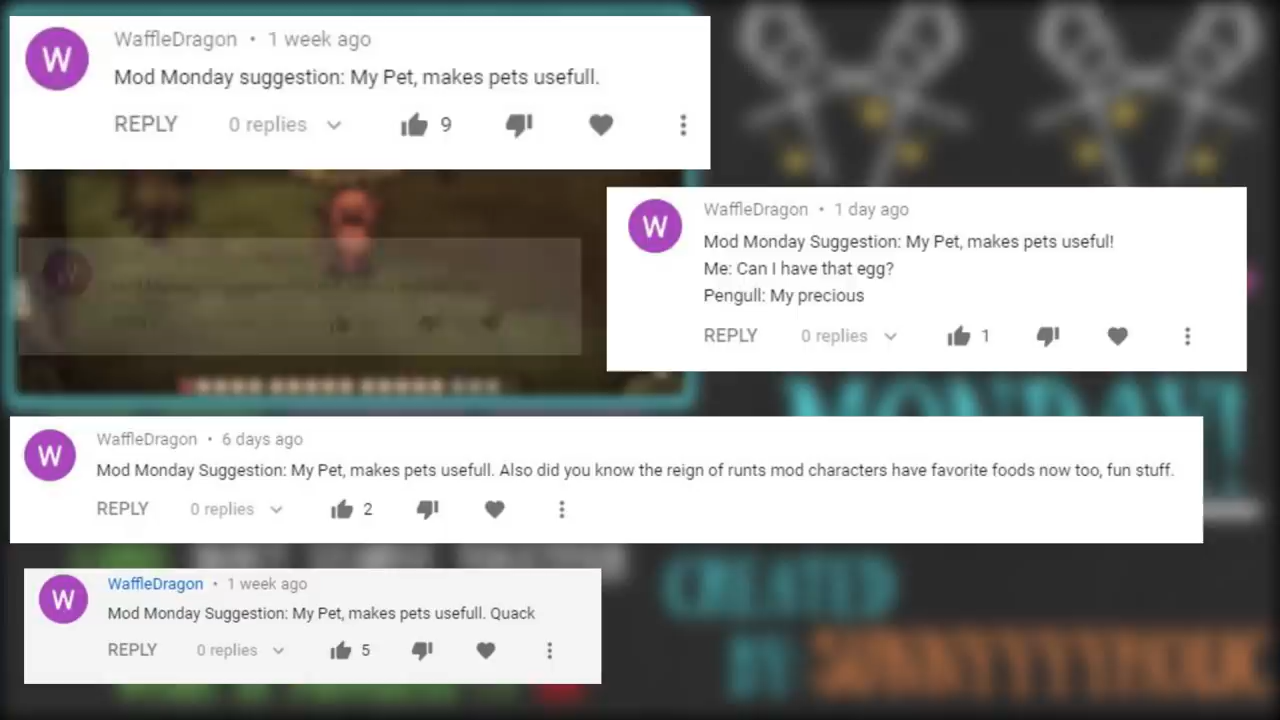 WaffleDragon • 1 week ago
W
Mod Monday suggestion: My Pet, makes pets usefull.
REPLY 0 replies 9
WaffleDragon • 1 day ago
W
Mod Monday Suggestion: My Pet, makes pets useful!
Me: Can I have that egg?
Pengull: My precious
REPLY 0 replies 1
MONDAY!
WaffleDragon • 6 days ago
W
Mod Monday Suggestion: My Pet, makes pets usefull. Also did you know the reign of runts mod characters have favorite foods now too, fun stuff.
REPLY 0 replies 2
WaffleDragon • 1 week ago
W
Mod Monday Suggestion: My Pet, makes pets usefull. Quack
REPLY 0 replies 5
CREATED
BY